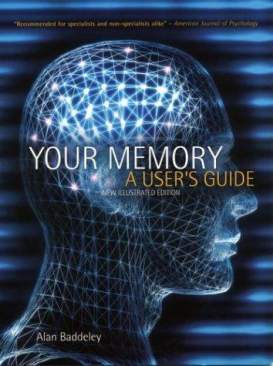 "Recommended for specialists and non-specialists alike" – American Journal of Psychology
YOUR MEMORY
A USER'S GUIDE
NEW ILLUSTRATED EDITION
Alan Baddeley